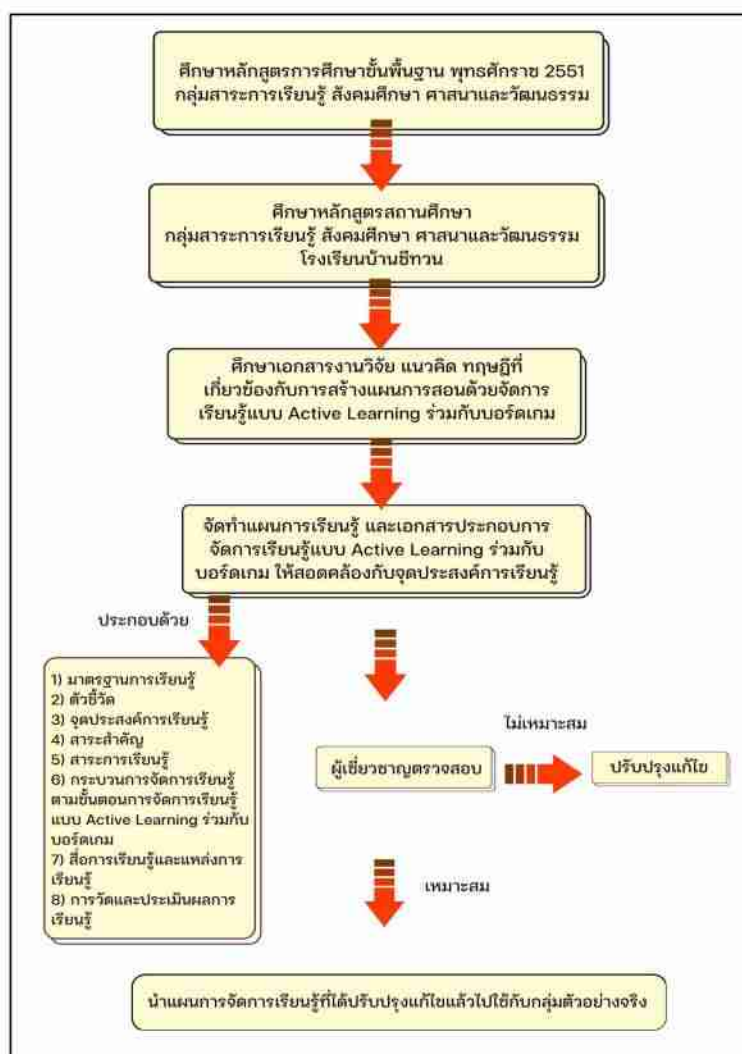 ศึกษาหลักสูตรการศึกษาขั้นพื้นฐาน พุทธศักราช 2551
กลุ่มสาระการเรียนรู้ สังคมศึกษา ศาสนาและวัฒนธรรม
ศึกษาหลักสูตรสถานศึกษา
กลุ่มสาระการเรียนรู้ สังคมศึกษา ศาสนาและวัฒนธรรม
โรงเรียนบ้านชีทวน
ศึกษาเอกสารงานวิจัย แนวคิด ทฤษฎีที่
เกี่ยวข้องกับการสร้างแผนการสอนด้วยจัดการ
เรียนรู้แบบ Active Learning ร่วมกับบอร์ดเกม
จัดทำแผนการเรียนรู้ และเอกสารประกอบการ
จัดการเรียนรู้แบบ Active Learning ร่วมกับ
บอร์ดเกม ให้สอดคล้องกับจุดประสงค์การเรียนรู้
ประกอบด้วย
1) มาตรฐานการเรียนรู้
2) ตัวชี้วัด
3) จุดประสงค์การเรียนรู้
4) สาระสำคัญ
5) สาระการเรียนรู้
6) กระบวนการจัดการเรียนรู้
ตามขั้นตอนการจัดการเรียนรู้
แบบ Active Learning ร่วมกับ
บอร์ดเกม
7) สื่อการเรียนรู้และแหล่งการ
เรียนรู้
8) การวัดและประเมินผลการ
เรียนรู้
ผู้เชี่ยวชาญตรวจสอบ
ไม่เหมาะสม
ปรับปรุงแก้ไข
เหมาะสม
นำแผนการจัดการเรียนรู้ที่ได้ปรับปรุงแก้ไขแล้วไปใช้กับกลุ่มตัวอย่างจริง